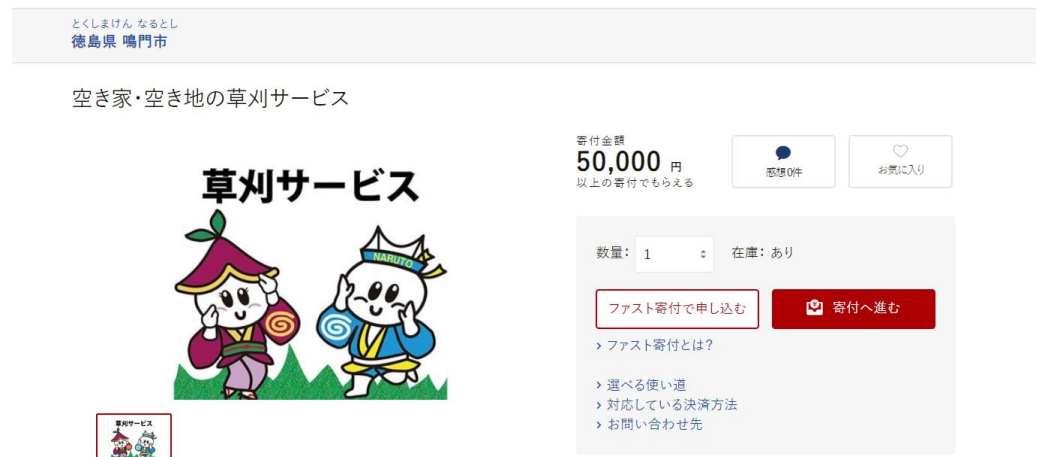 とくしまけん なるとし
徳島県 鳴門市
空き家・空き地の草刈サービス
草刈サービス
NARUTO
草刈サービス
寄付金額
50,000 円
以上の寄付でもらえる
感想0件
お気に入り
数量: 1 在庫: あり
ファスト寄付で申し込む
寄付へ進む
› ファスト寄付とは?
› 選べる使い道
› 対応している決済方法
› お問い合わせ先